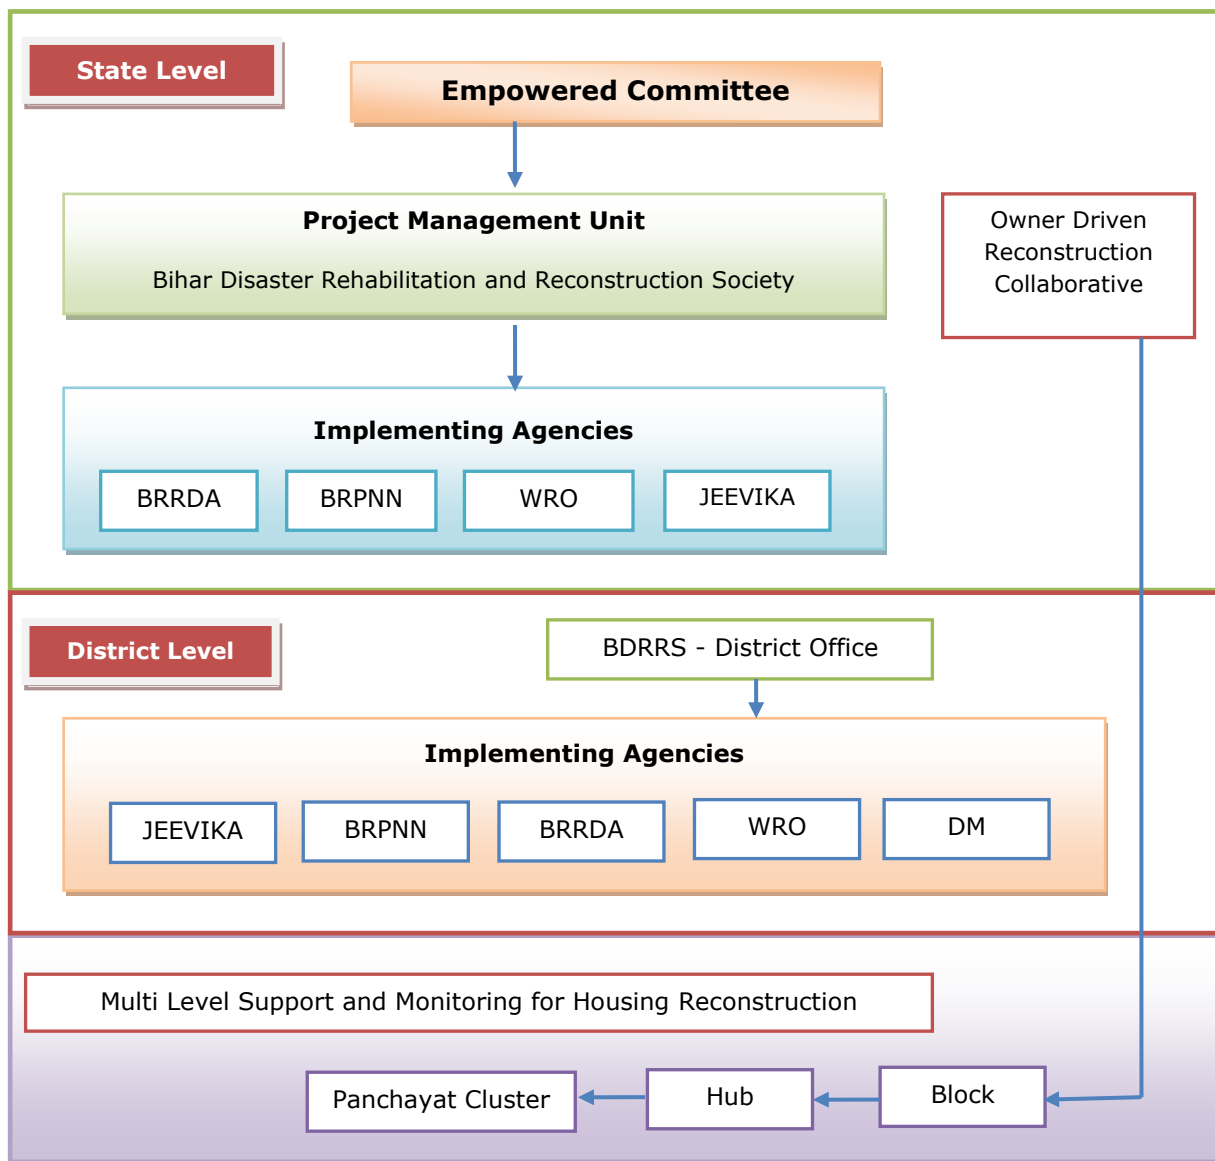 State Level
Empowered Committee
Project Management Unit
Bihar Disaster Rehabilitation and Reconstruction Society
Owner Driven
Reconstruction
Collaborative
Implementing Agencies
BRRDA
BRPNN
WRO
JEEVIKA
District Level
BDRRS - District Office
Implementing Agencies
JEEVIKA
BRPNN
BRRDA
WRO
DM
Multi Level Support and Monitoring for Housing Reconstruction
Panchayat Cluster
Hub
Block